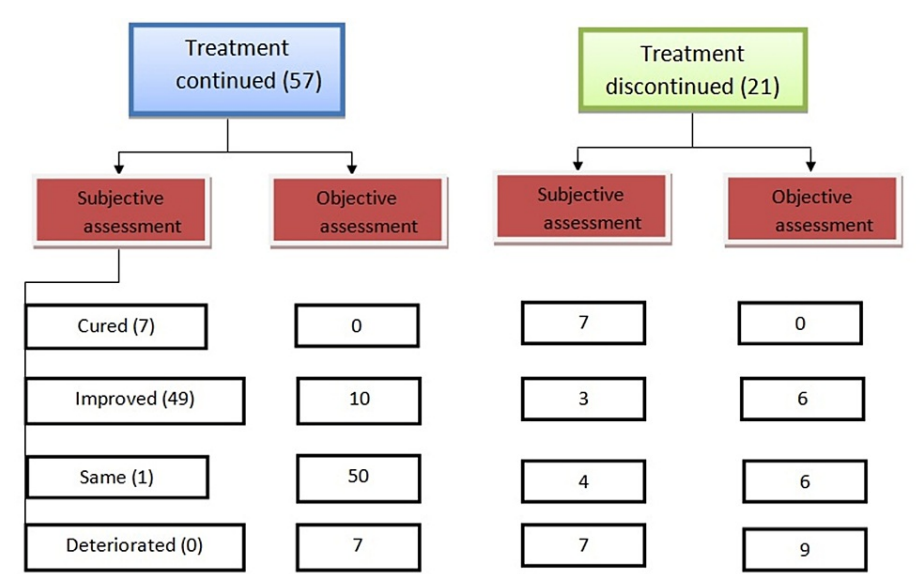 Treatment
continued (57)
Treatment
discontinued (21)
Subjective
assessment
Objective
assessment
Subjective
assessment
Objective
assessment
Cured (7)
0
7
0
Improved (49)
10
3
6
Same (1)
50
4
6
Deteriorated (0)
7
7
9